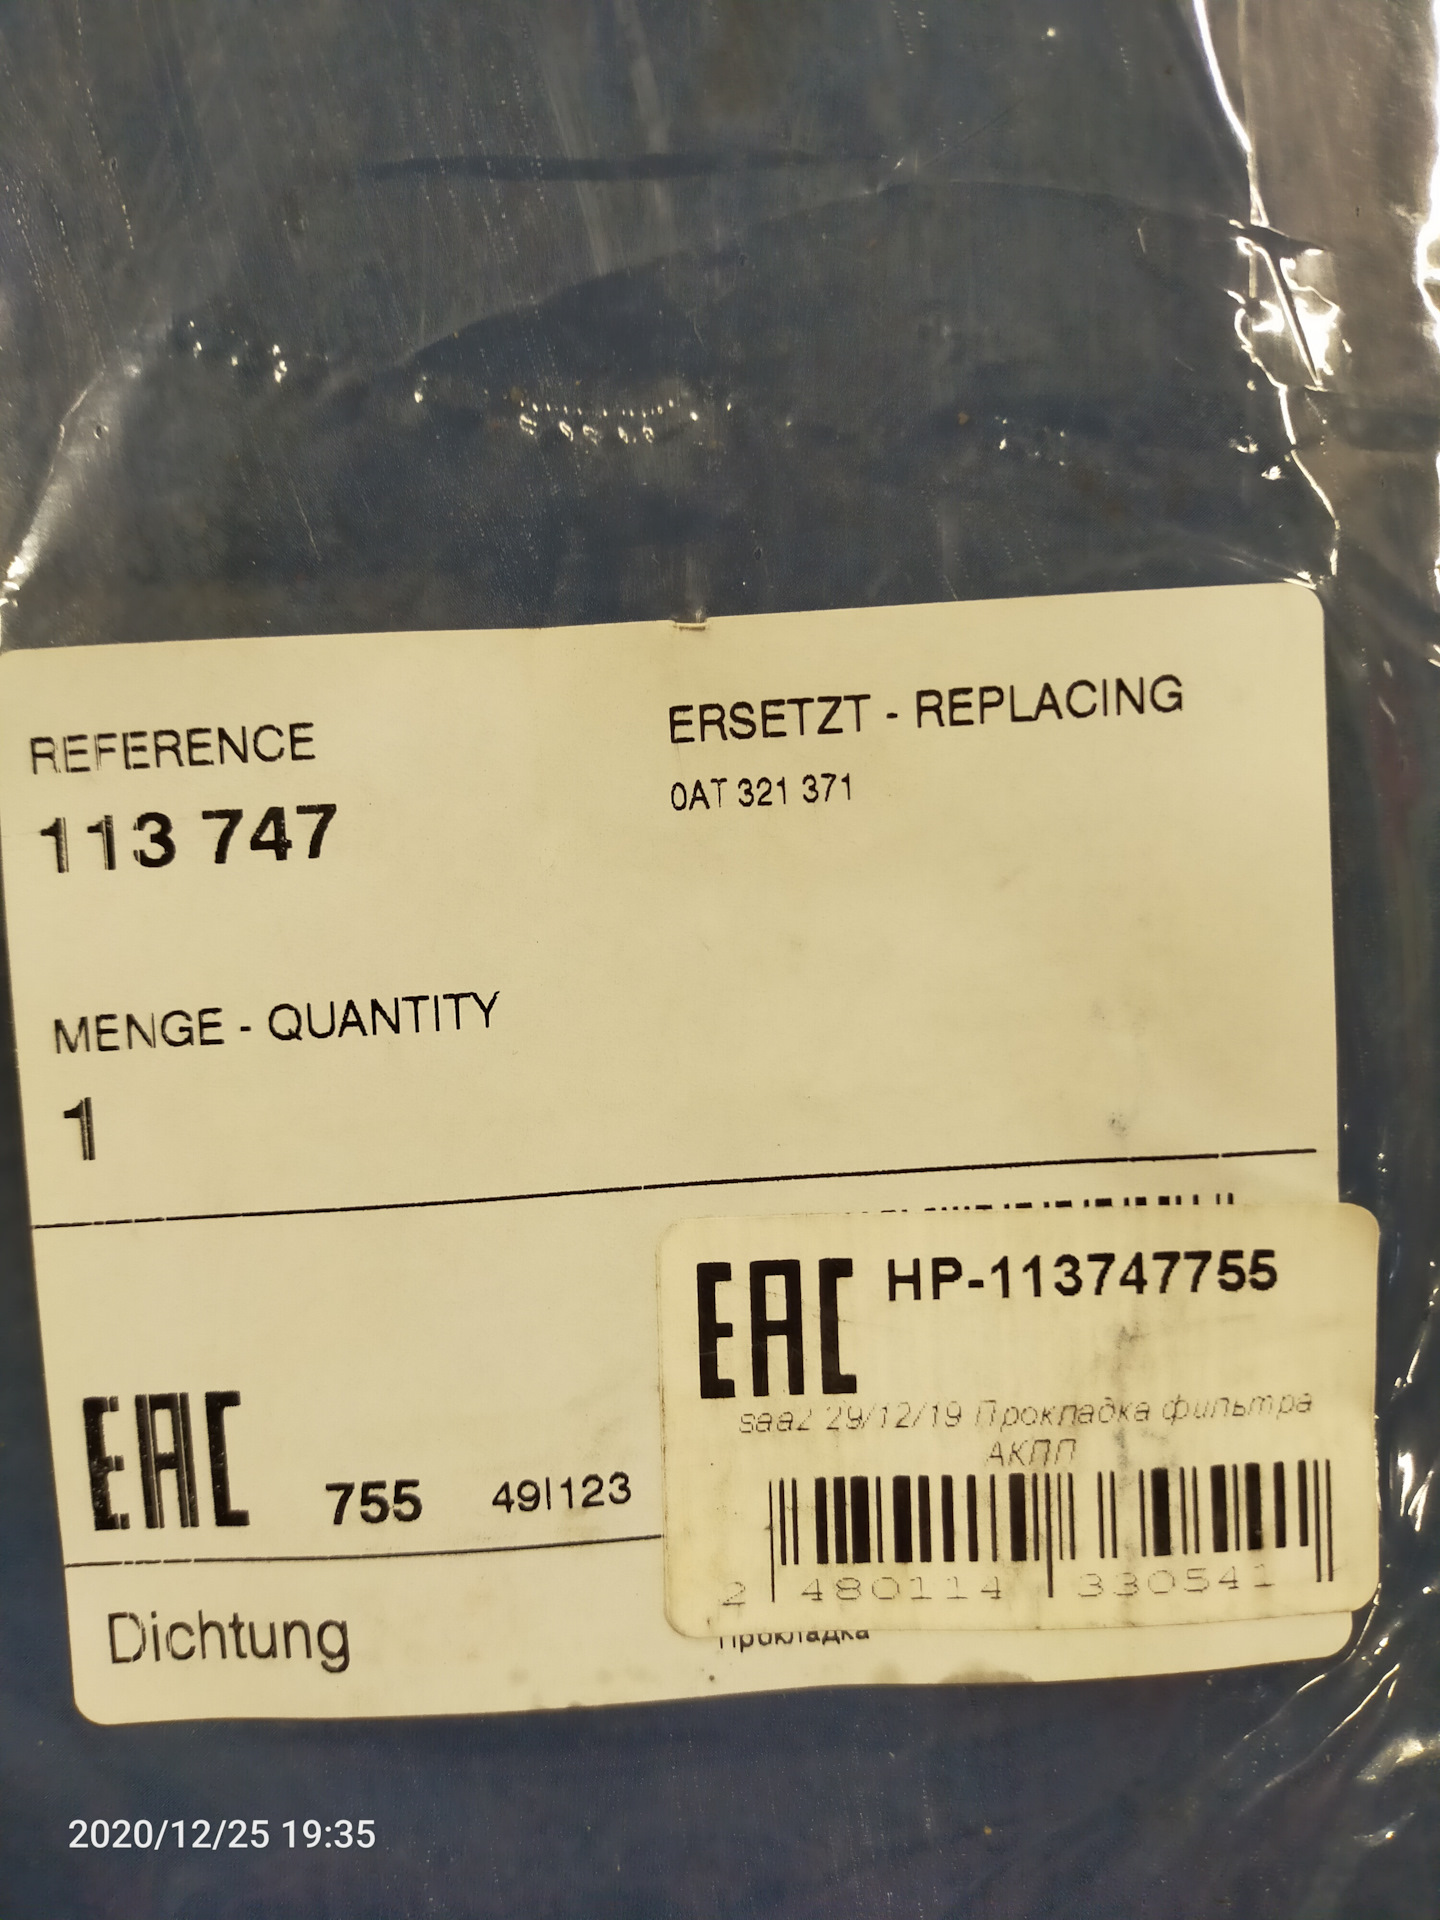 REFERENCE
ERSETZT - REPLACING
0AT 321 371
113 747
MENGE - QUANTITY
1
EAC HP-113747755
saa2 29/12/19 Прокладка фильтра
АКПП
2 480114 330541
EAC 755 49|123
Dichtung
Прокладка
2020/12/25 19:35